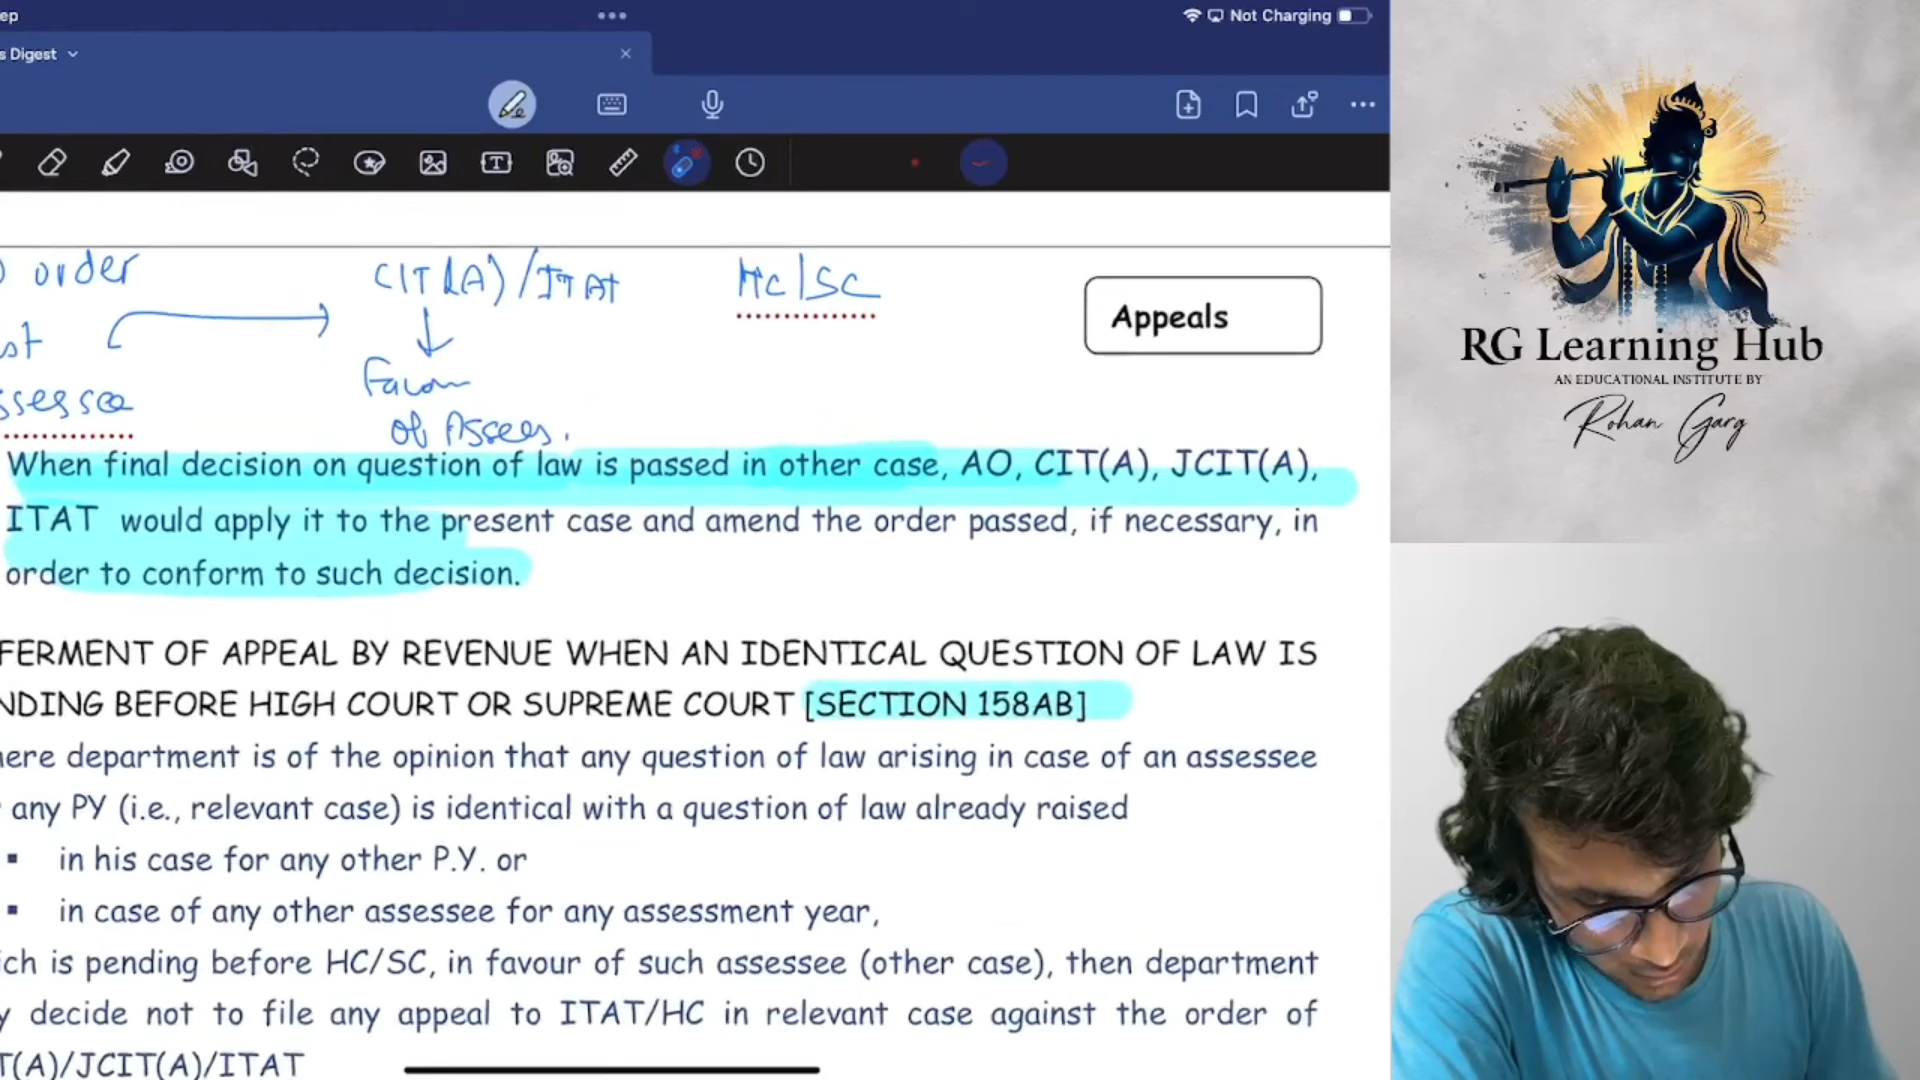 ep
Not Charging
s Digest
order
CIT(A)/ITAT
HC/SC
Appeals
st
Favour
ssessee
of Assees.
When final decision on question of law is passed in other case, AO, CIT(A), JCIT(A),
ITAT would apply it to the present case and amend the order passed, if necessary, in
order to conform to such decision.
FERMENT OF APPEAL BY REVENUE WHEN AN IDENTICAL QUESTION OF LAW IS
NDING BEFORE HIGH COURT OR SUPREME COURT [SECTION 158AB]
here department is of the opinion that any question of law arising in case of an assessee
any PY (i.e., relevant case) is identical with a question of law already raised
▪ in his case for any other P.Y. or
▪ in case of any other assessee for any assessment year,
ich is pending before HC/SC, in favour of such assessee (other case), then department
y decide not to file any appeal to ITAT/HC in relevant case against the order of
T(A)/JCIT(A)/ITAT
RG Learning Hub
AN EDUCATIONAL INSTITUTE BY
Rohan Garg